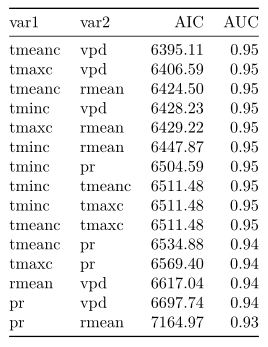 var1 var2 AIC AUC
tmeanc vpd 6395.11 0.95
tmaxc vpd 6406.59 0.95
tmeanc rmean 6424.50 0.95
tminc vpd 6428.23 0.95
tmaxc rmean 6429.22 0.95
tminc rmean 6447.87 0.95
tminc pr 6504.59 0.95
tminc tmeanc 6511.48 0.95
tminc tmaxc 6511.48 0.95
tmeanc tmaxc 6511.48 0.95
tmeanc pr 6534.88 0.94
tmaxc pr 6569.40 0.94
rmean vpd 6617.04 0.94
pr vpd 6697.74 0.94
pr rmean 7164.97 0.93